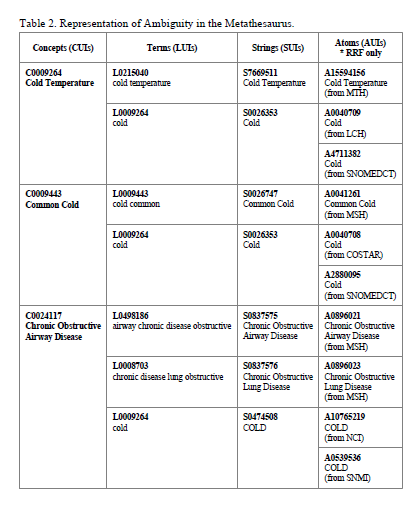 Table 2. Representation of Ambiguity in the Metathesaurus.
Concepts (CUIs)
Terms (LUIs)
Strings (SUIs)
Atoms (AUIs)
* RRF only
C0009264
Cold Temperature
L0215040
cold temperature
S7669511
Cold Temperature
A15594156
Cold Temperature
(from MTH)
L0009264
cold
S0026353
Cold
A0040709
Cold
(from LCH)
A4711382
Cold
(from SNOMEDCT)
C0009443
Common Cold
L0009443
cold common
S0026747
Common Cold
A0041261
Common Cold
(from MSH)
L0009264
cold
S0026353
Cold
A0040708
Cold
(from COSTAR)
A2880095
Cold
(from SNOMEDCT)
C0024117
Chronic Obstructive
Airway Disease
L0498186
airway chronic disease obstructive
S0837575
Chronic Obstructive
Airway Disease
A0896021
Chronic Obstructive
Airway Disease
(from MSH)
L0008703
chronic disease lung obstructive
S0837576
Chronic Obstructive
Lung Disease
A0896023
Chronic Obstructive
Lung Disease
(from MSH)
L0009264
cold
S0474508
COLD
A10765219
COLD
(from NCI)
A0539536
COLD
(from SNMI)